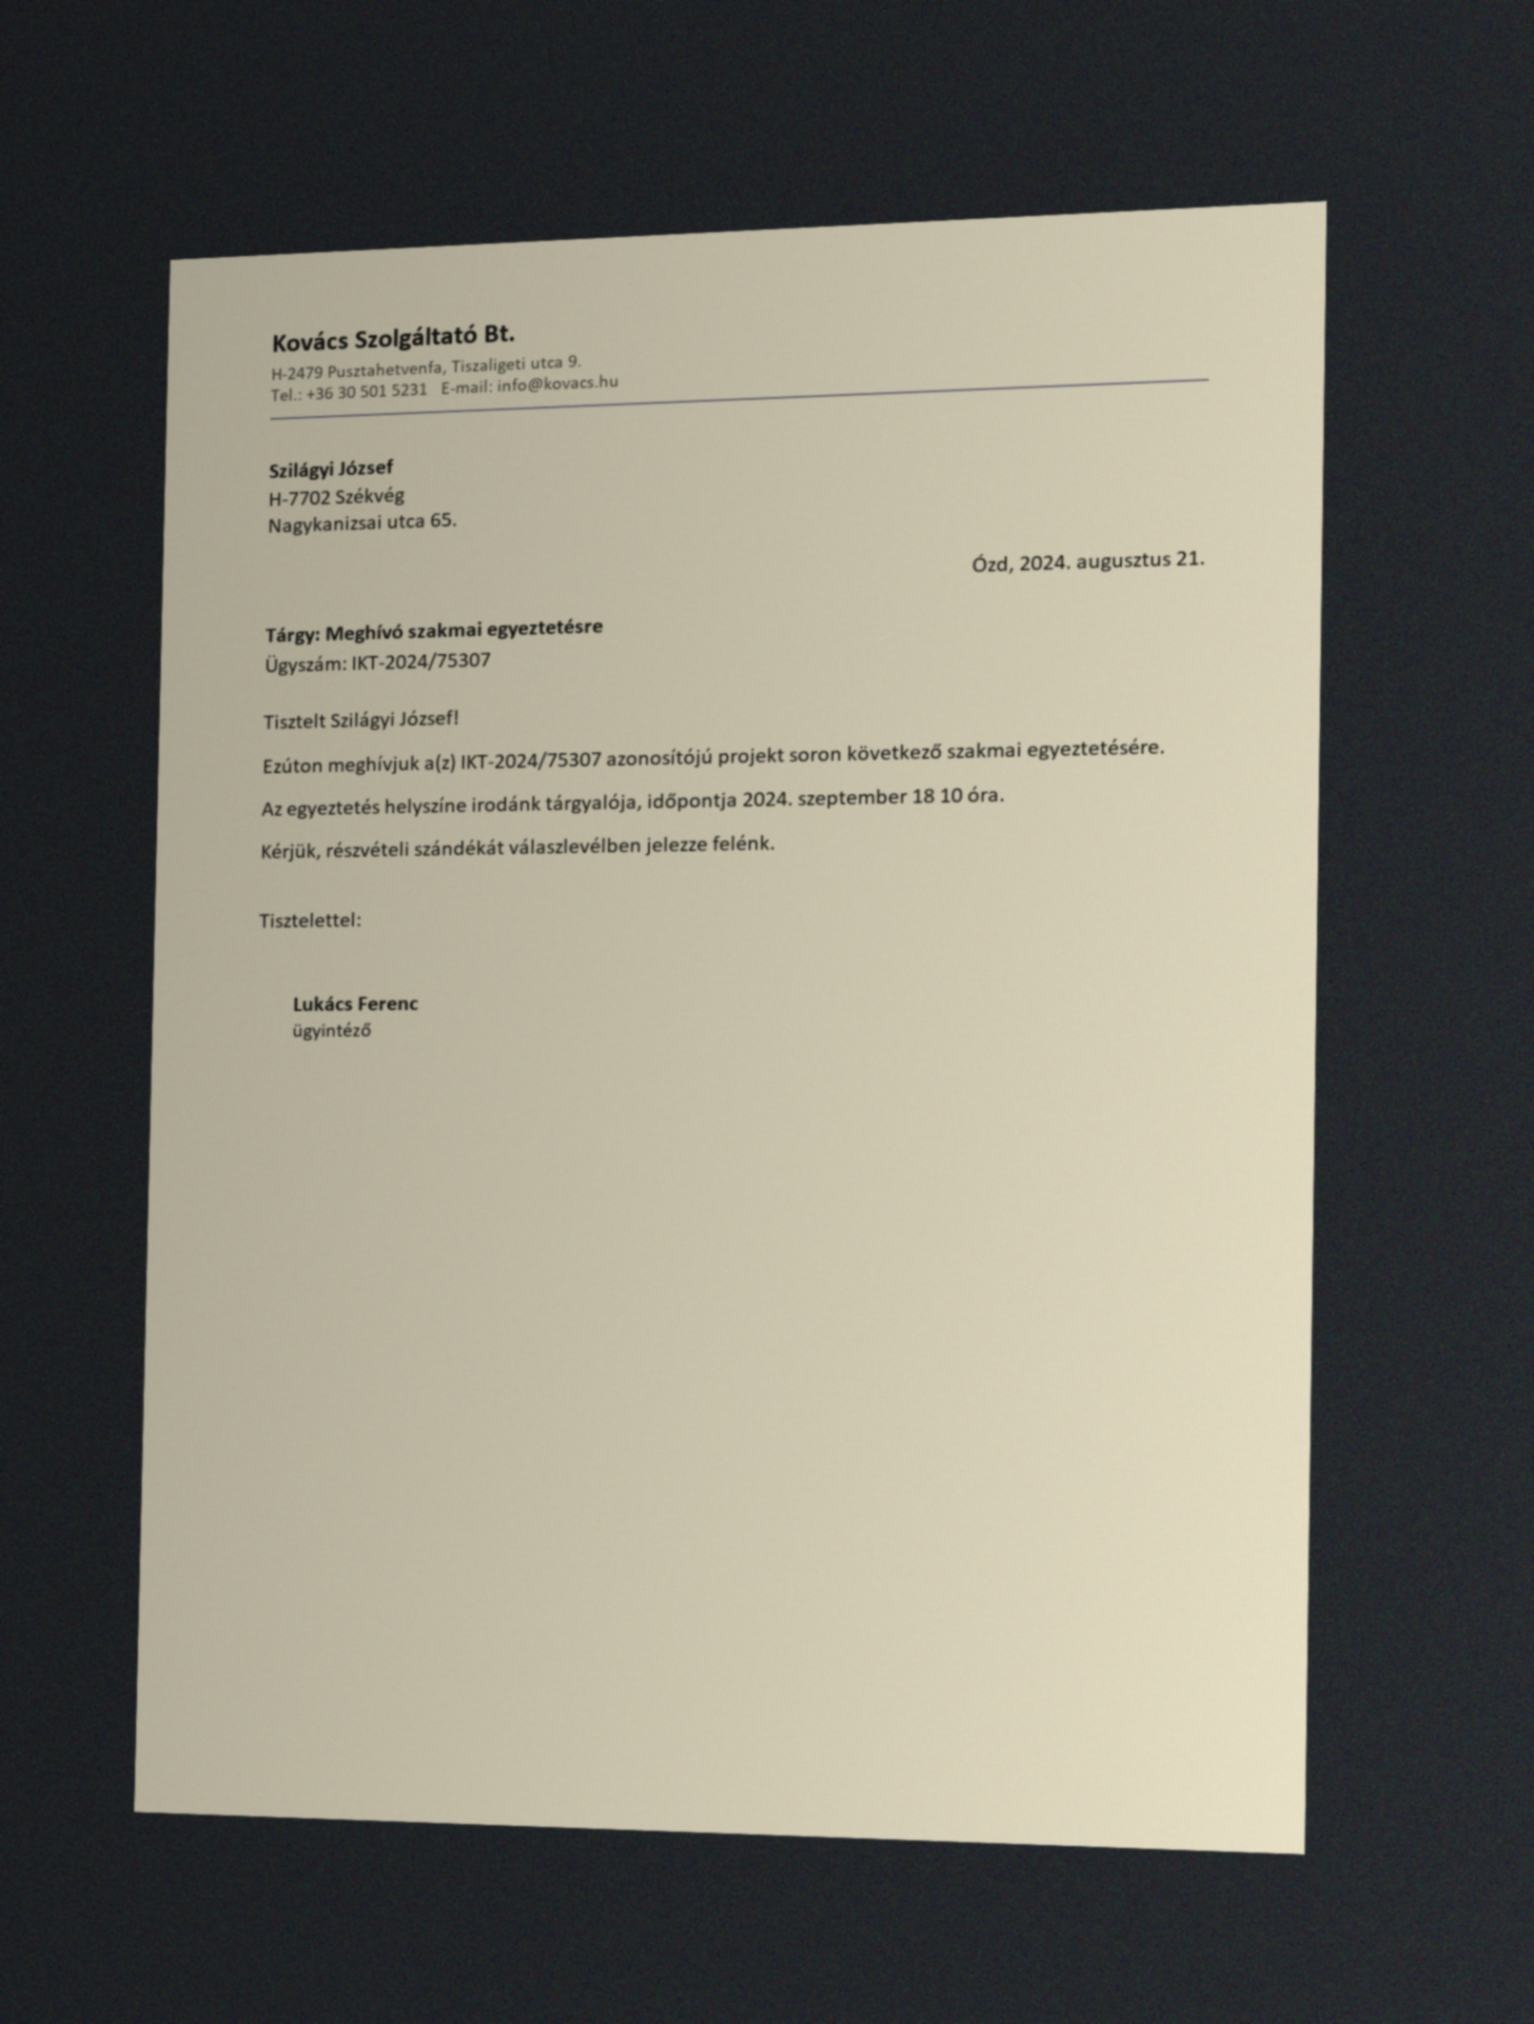 Kovács Szolgáltató Bt.
H-2479 Pusztahetvenfa, Tiszaligeti utca 9.
Tel.: +36 30 501 5231 E-mail: info@kovacs.hu
Szilágyi József
H-7702 Székvég
Nagykanizsai utca 65.
Ózd, 2024. augusztus 21.
Tárgy: Meghívó szakmai egyeztetésre
Ügyszám: IKT-2024/75307
Tisztelt Szilágyi József!
Ezúton meghívjuk a(z) IKT-2024/75307 azonosítójú projekt soron következő szakmai egyeztetésére.
Az egyeztetés helyszíne irodánk tárgyalója, időpontja 2024. szeptember 18 10 óra.
Kérjük, részvételi szándékát válaszlevélben jelezze felénk.
Tisztelettel:
Lukács Ferenc
ügyintéző